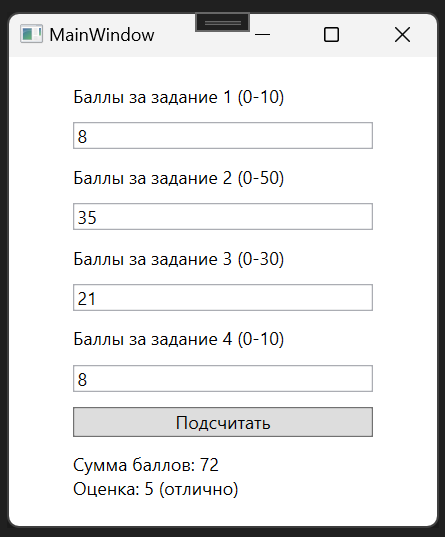 MainWindow
Баллы за задание 1 (0-10)
8
Баллы за задание 2 (0-50)
35
Баллы за задание 3 (0-30)
21
Баллы за задание 4 (0-10)
8
Подсчитать
Сумма баллов: 72
Оценка: 5 (отлично)